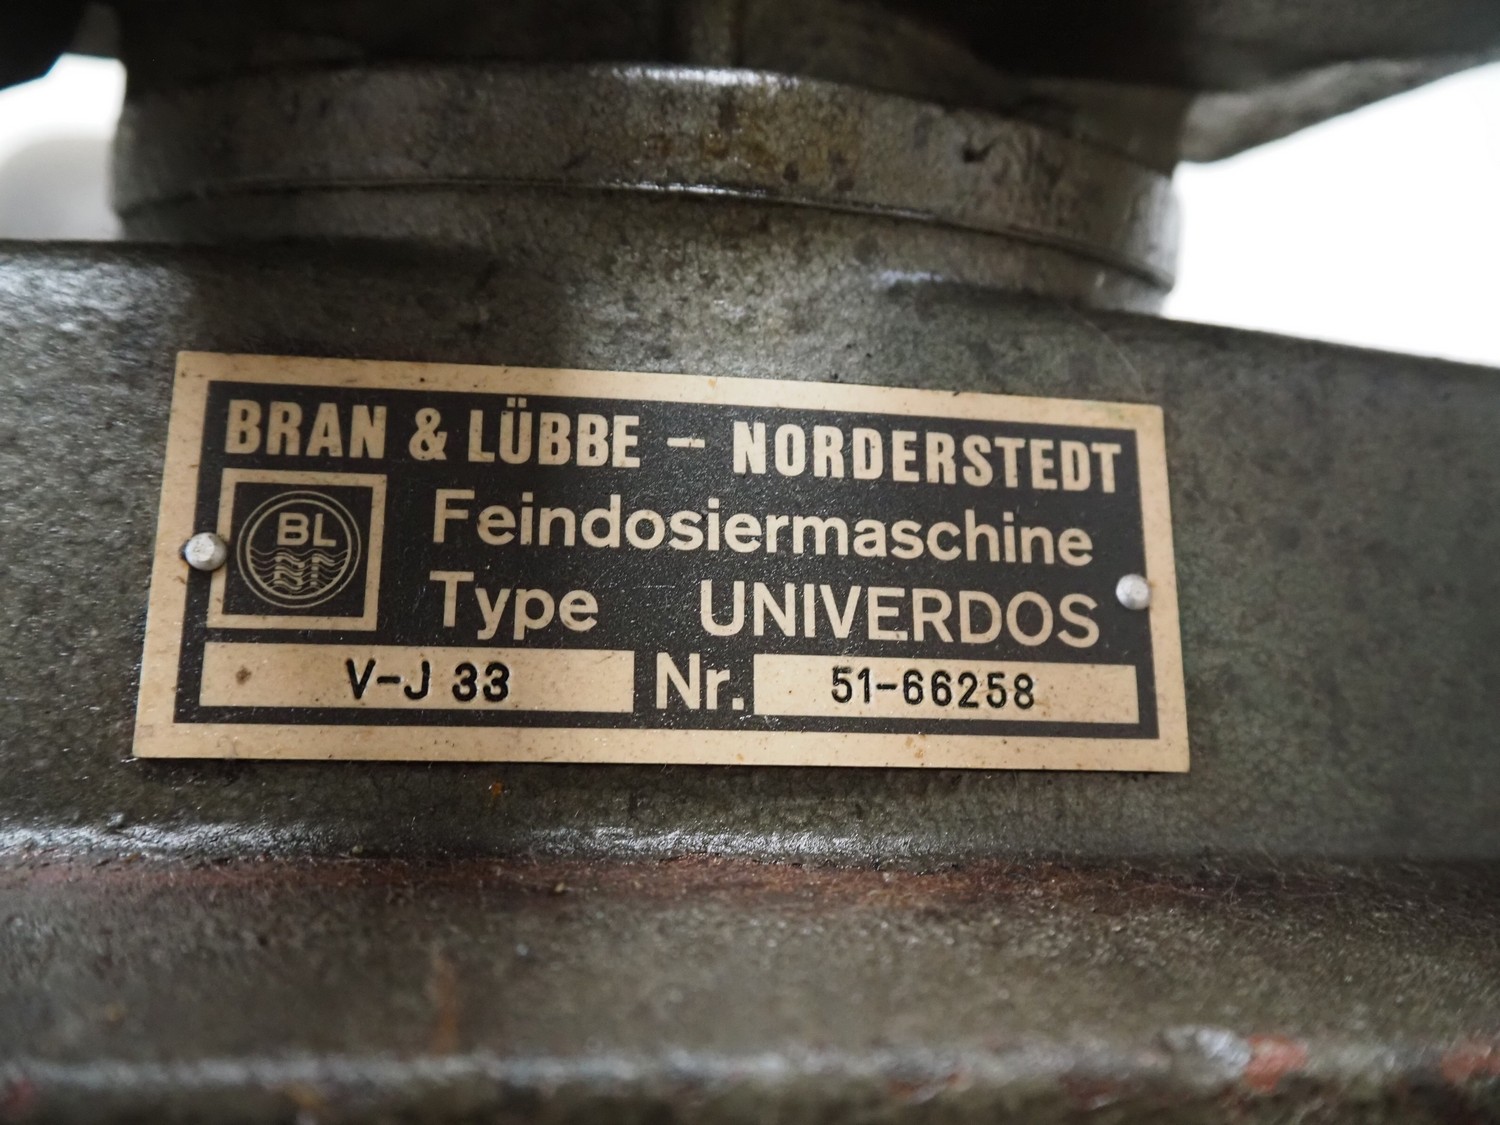 BRAN & LÜBBE – NORDERSTEDT
BL
Feindosiermaschine
Type UNIVERDOS
V-J 33 Nr. 51-66258